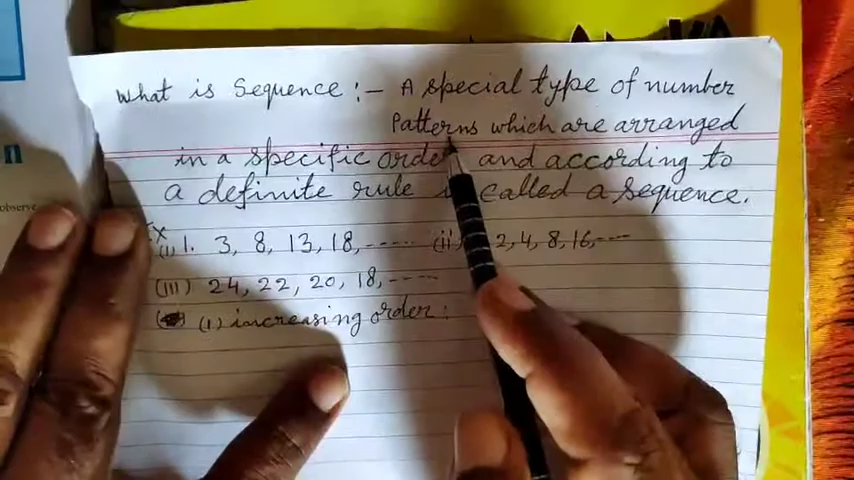 What is Sequence :- A special type of number
Patterns which are arranged
in a specific order and according to
a definite rule called a sequence.
Ex
(i) 1. 3, 8, 13, 18, ------ (ii) 2, 4, 8, 16, ----
(iii) 24, 22, 20, 18, ------
(i) increasing order :
observe